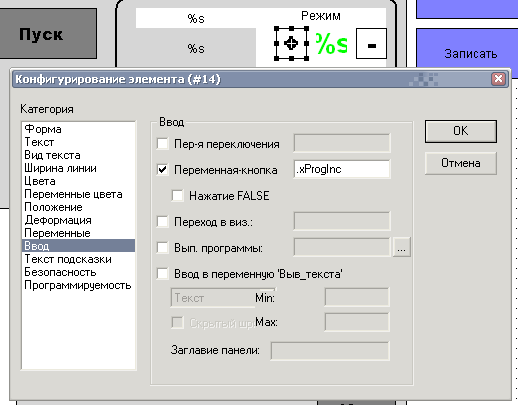 %s
Режим
Пуск
%s
%s
-
Записать
Конфигурирование элемента (#14)
Категория
Форма
Текст
Вид текста
Ширина линии
Цвета
Переменные цвета
Положение
Деформация
Переменные
Ввод
Текст подсказки
Безопасность
Программируемость
Ввод
Пер-я переключения
Переменная-кнопка
.xProgInc
Нажатие FALSE
Переход в виз.:
Вып. программы:
...
Ввод в переменную 'Выв_текста'
Текст
Min:
Скрытый
Max:
Заглавие панели:
OK
Отмена